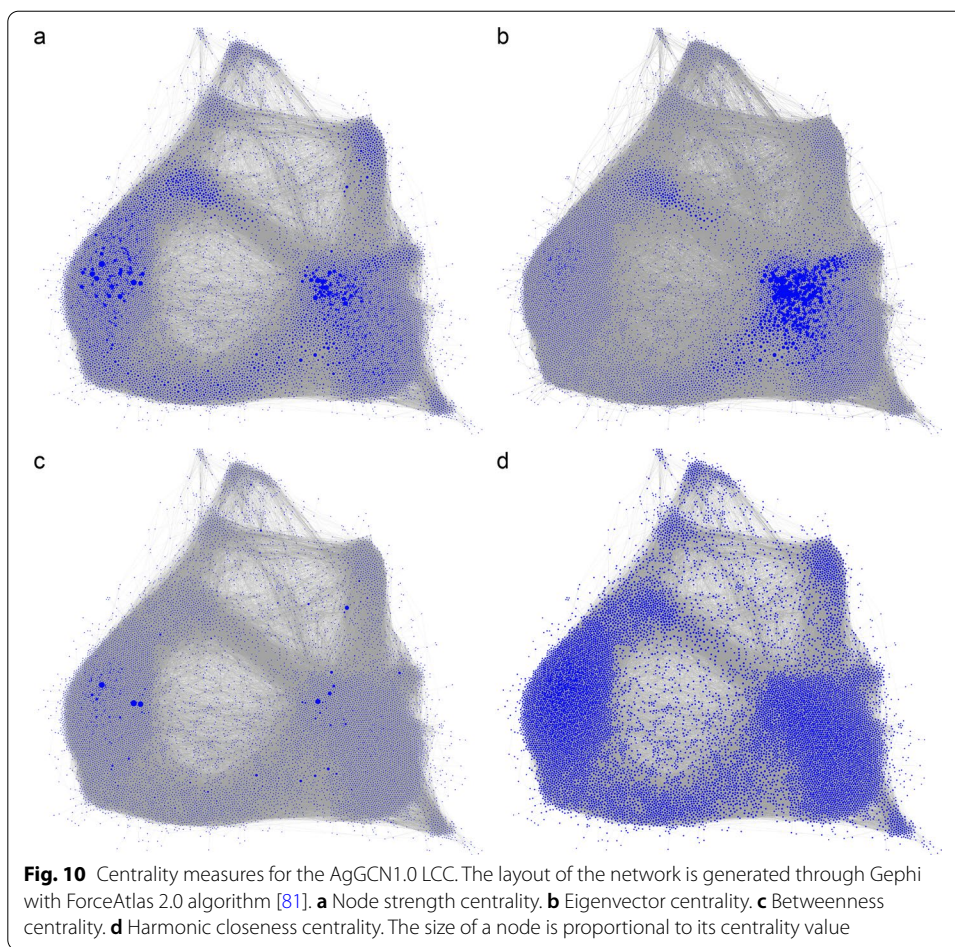 a
b
c
d
Fig. 10 Centrality measures for the AgGCN1.0 LCC. The layout of the network is generated through Gephi
with ForceAtlas 2.0 algorithm [81]. a Node strength centrality. b Eigenvector centrality. c Betweenness
centrality. d Harmonic closeness centrality. The size of a node is proportional to its centrality value